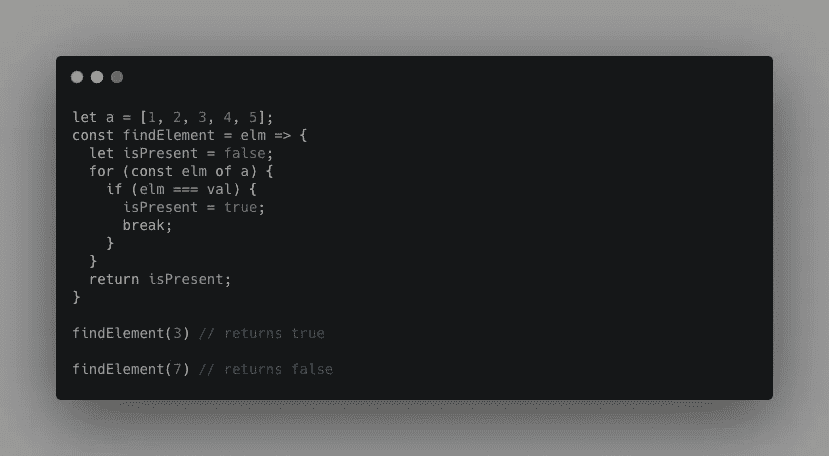 let a = [1, 2, 3, 4, 5];
const findElement = elm => {
  let isPresent = false;
  for (const elm of a) {
    if (elm === val) {
      isPresent = true;
      break;
    }
  }
  return isPresent;
}
findElement(3) // returns true
findElement(7) // returns false